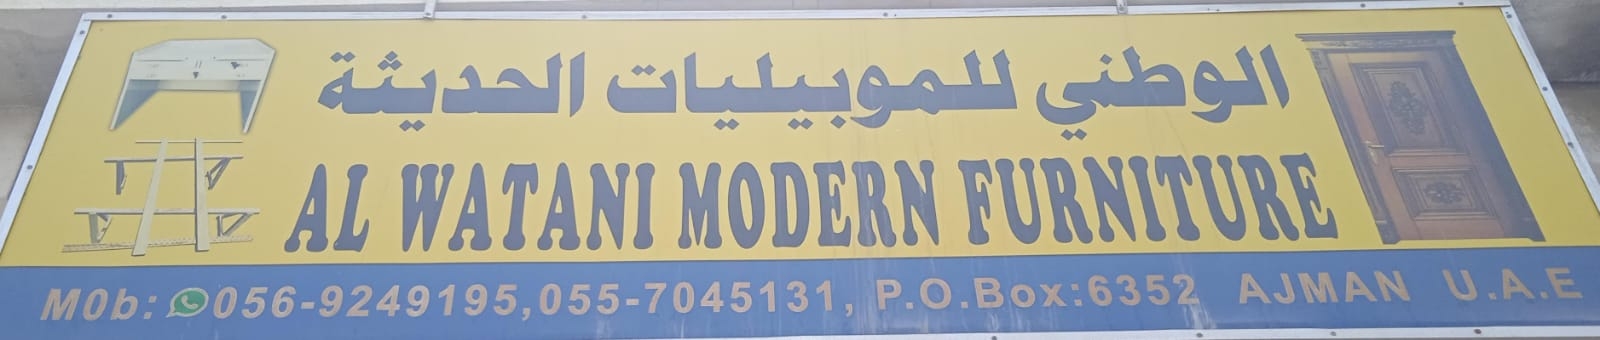 الوطني للموبيليات الحديثة
AL WATANI MODERN FURNITURE
M0b: 056-9249195,055-7045131, P.O.Box:6352 AJMAN U.A.E